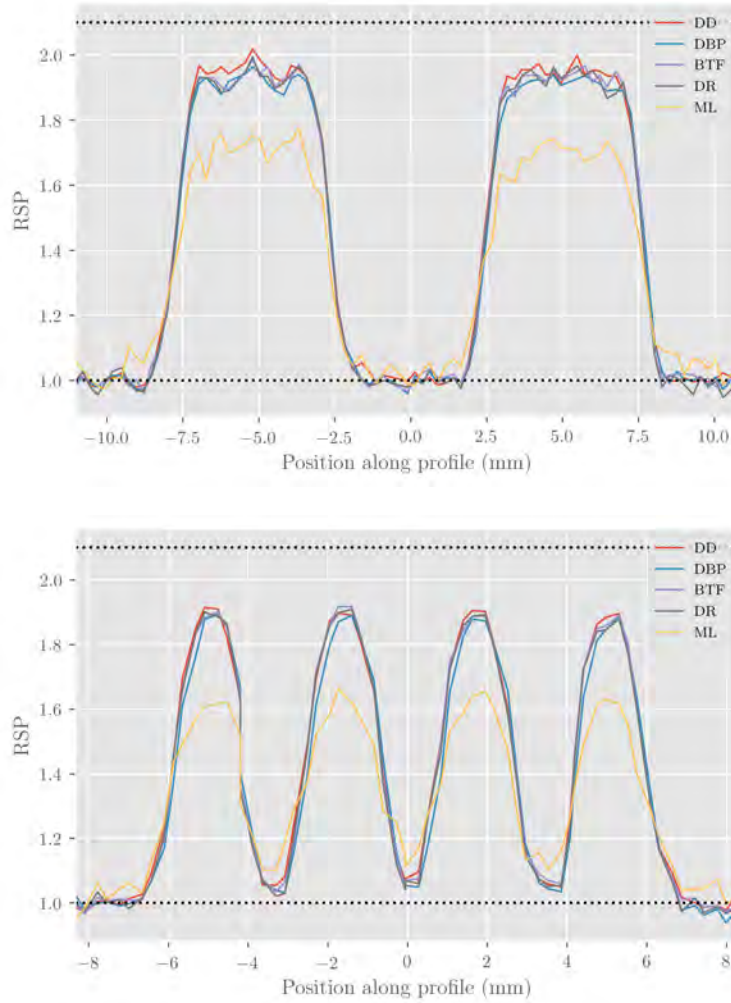 2.0
1.8
1.6
1.4
1.2
1.0
RSP
DD
DBP
BTF
DR
ML
−10.0 −7.5 −5.0 −2.5 0.0 2.5 5.0 7.5 10.0
Position along profile (mm)
2.0
1.8
1.6
1.4
1.2
1.0
RSP
DD
DBP
BTF
DR
ML
−8 −6 −4 −2 0 2 4 6 8
Position along profile (mm)